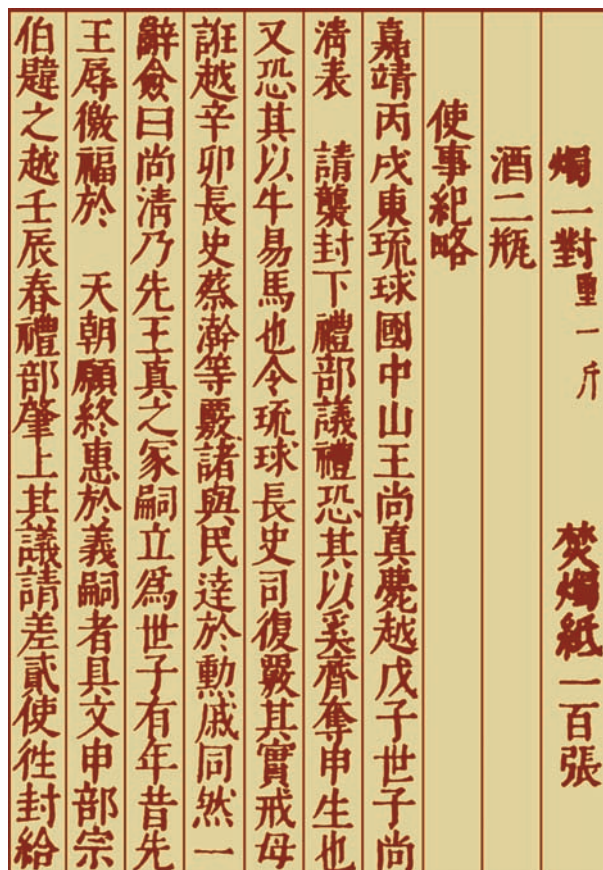 燭一對重一斤 焚燭紙一百張
酒二瓶
使事紀略
嘉靖丙戌東琉球國中山王尚真薨越戊子世子尚
清表 請襲封下禮部議禮恐其以奚齊奪申生也
又恐其以牛易馬也令琉球長史司復覈其實戒毋
誑越辛卯長史蔡瀚等覈諸輿民達於勳戚同然一
辭僉曰尚清乃先王真之冢嗣立爲世子有年昔先
王辱徼福於 天朝願終惠於義嗣者具文申部宗
伯韙之越壬辰春禮部肇上其議請差貳使徃封給